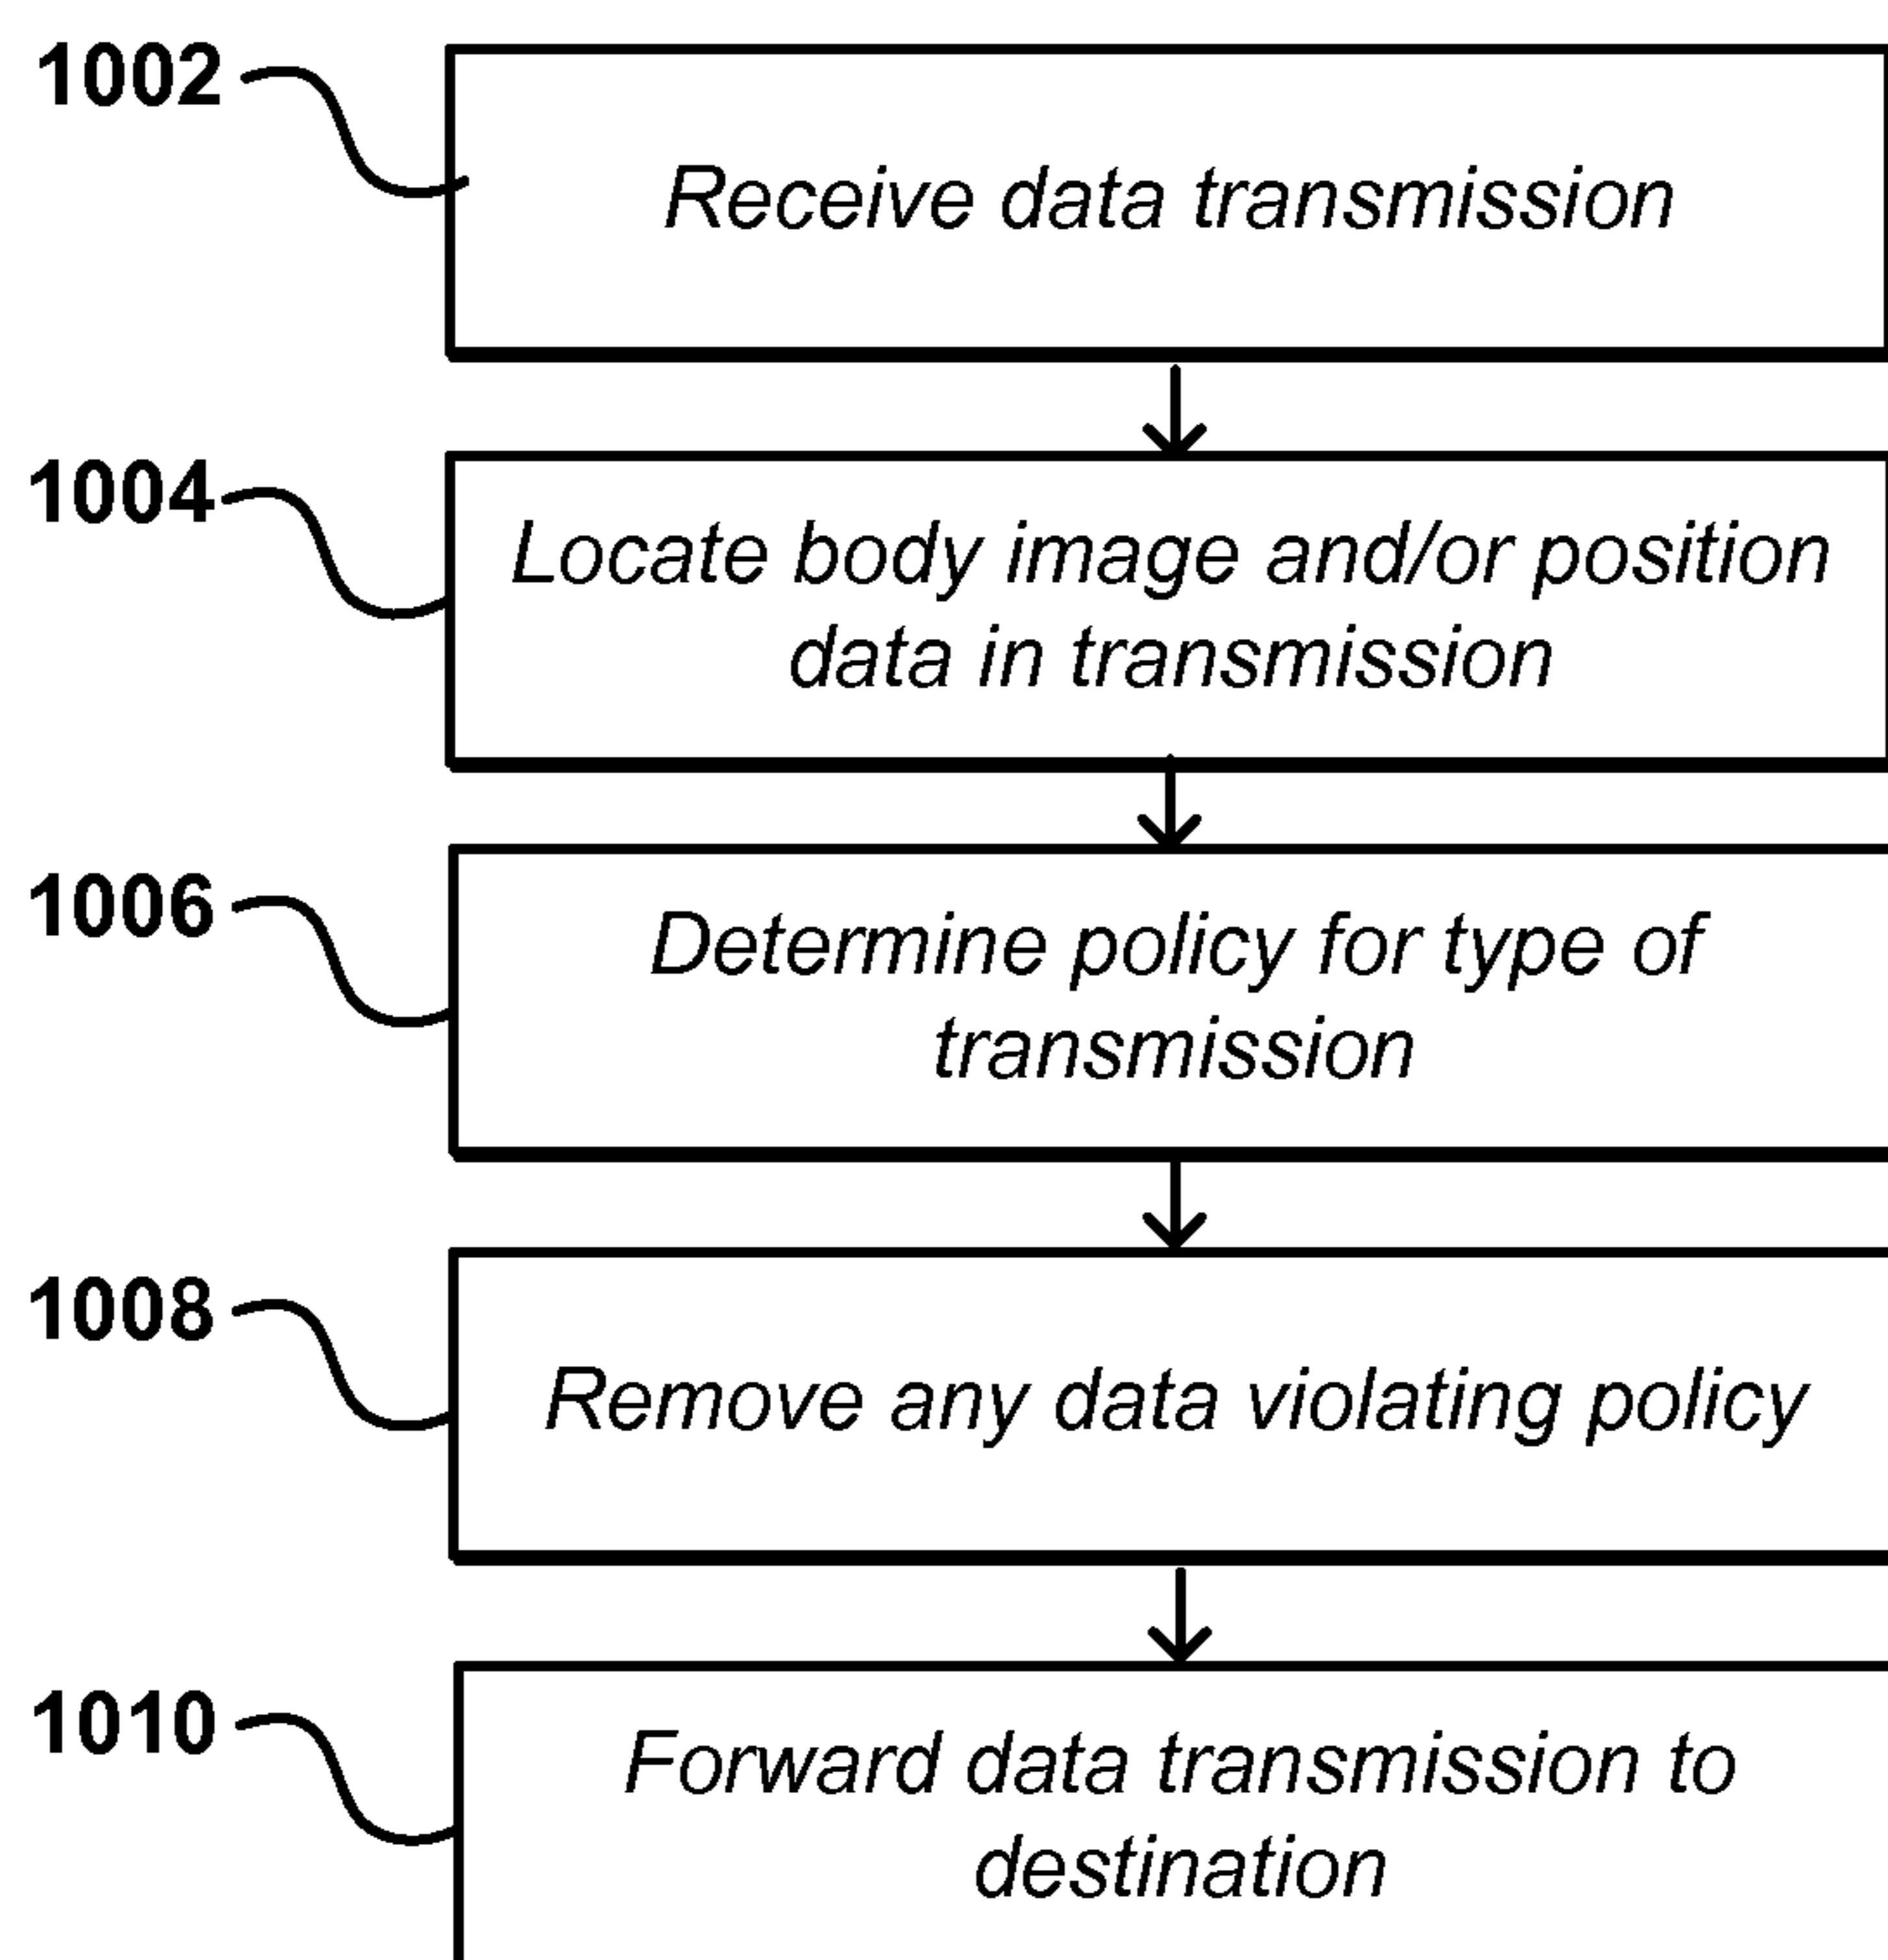 1002
Receive data transmission
1004
Locate body image and/or position
data in transmission
1006
Determine policy for type of
transmission
1008
Remove any data violating policy
1010
Forward data transmission to
destination